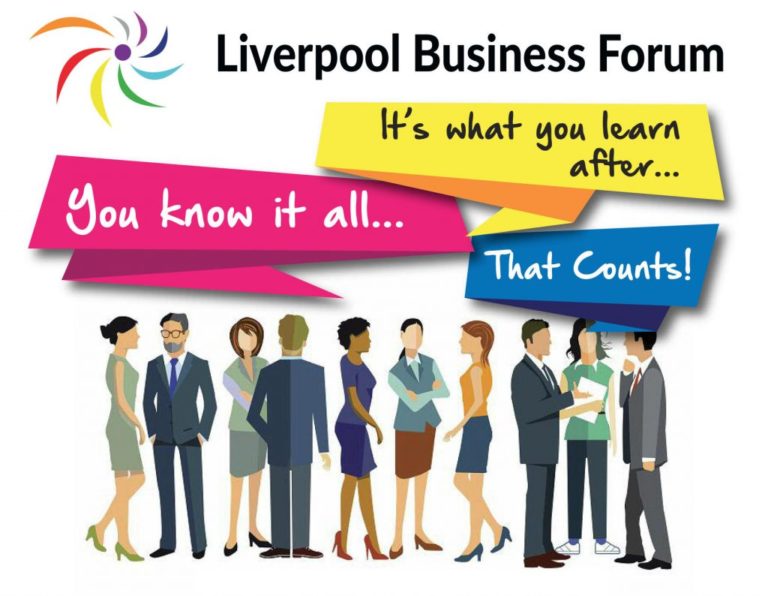 Liverpool Business Forum
It's what you learn
after...
You know it all...
That Counts!